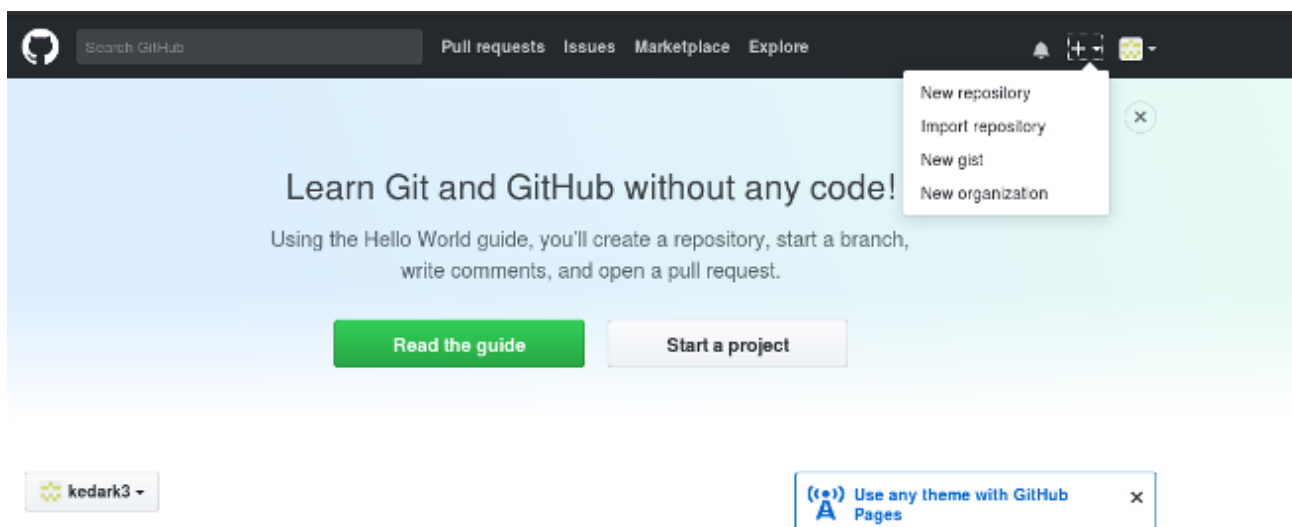 Search GitHub
Pull requests Issues Marketplace Explore
New repository
Import repository
New gist
New organization
Learn Git and GitHub without any code!
Using the Hello World guide, you'll create a repository, start a branch,
write comments, and open a pull request.
Read the guide
Start a project
kedark3
Use any theme with GitHub
Pages